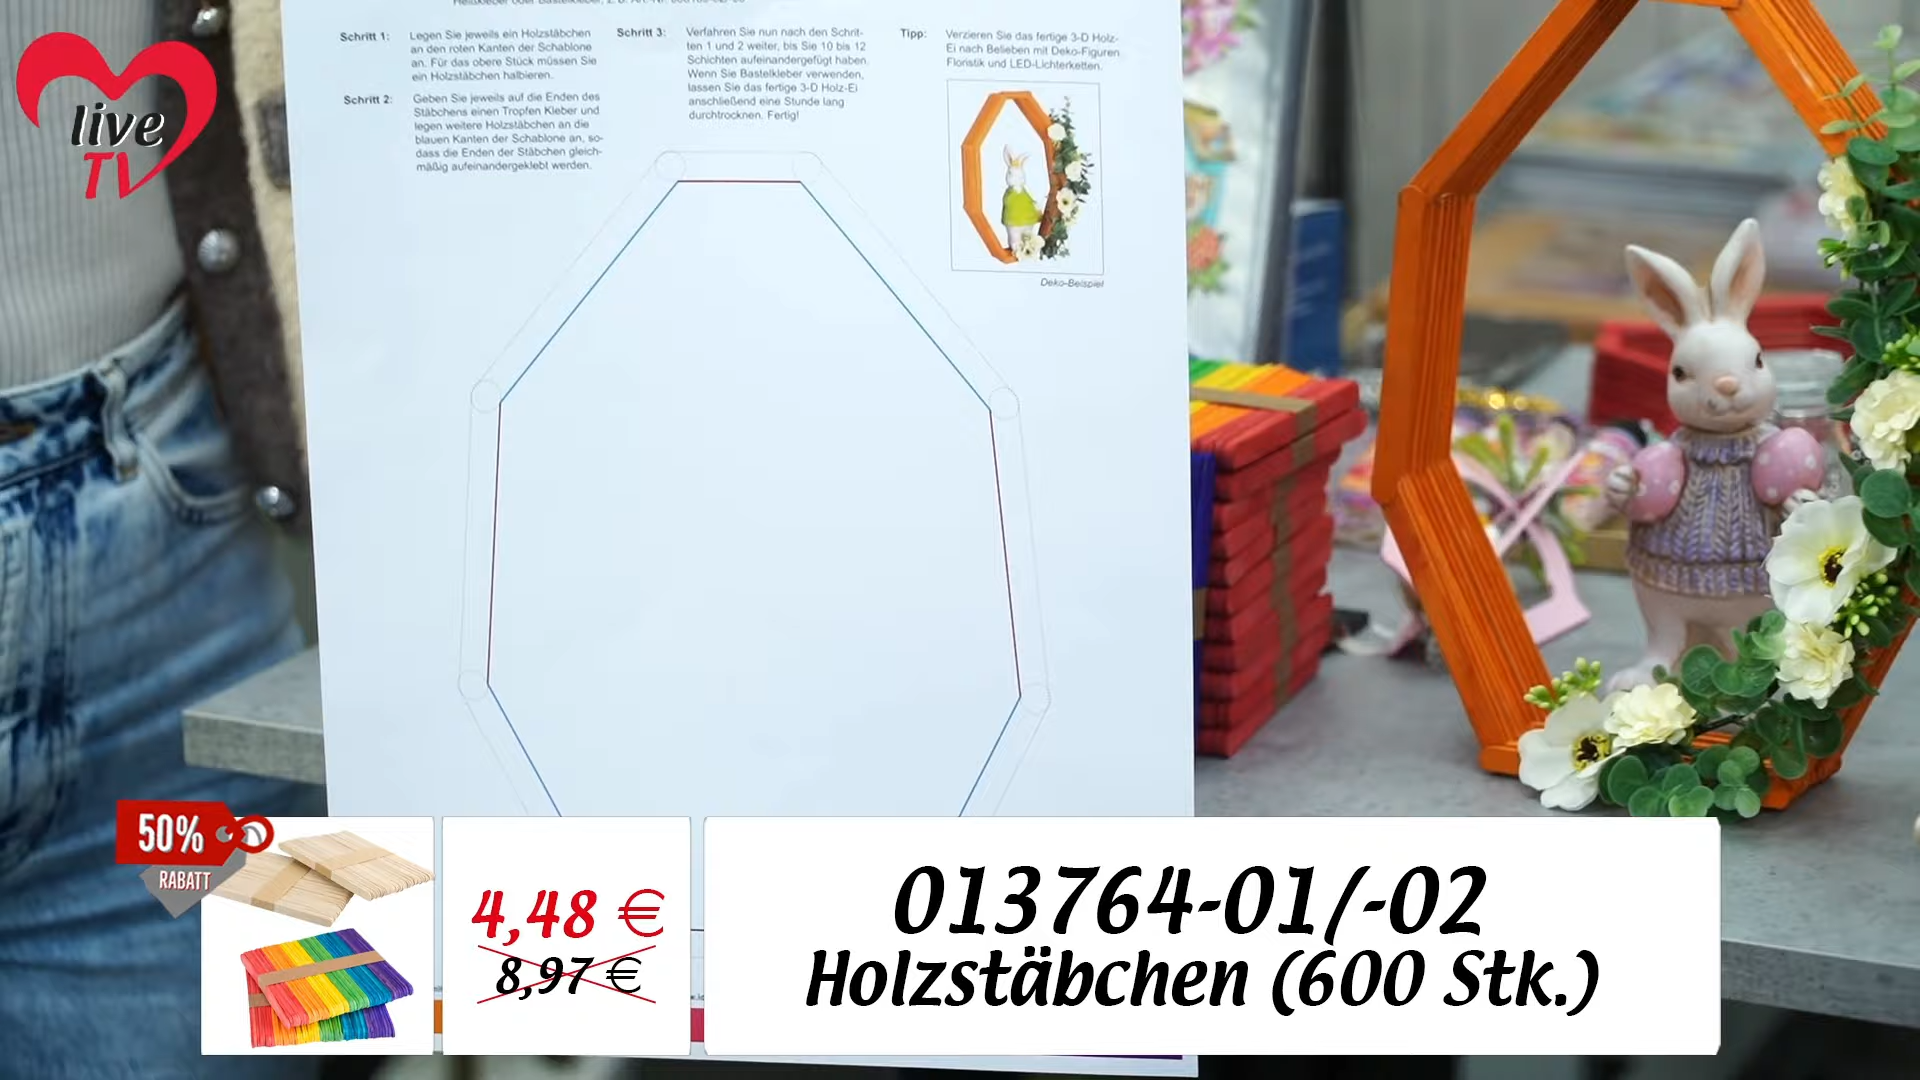 Schritt 1:
Legen Sie jeweils ein Holzstäbchen
an den roten Kanten der Schablone
an. Für das obere Stück müssen Sie
ein Holzstäbchen halbieren.
Schritt 2:
Geben Sie jeweils auf die Enden des
Stäbchens einen Tropfen Kleber und
legen weitere Holzstäbchen an die
blauen Kanten der Schablone an, so-
dass die Enden der Stäbchen gleich-
mäßig aufeinandergeklebt werden.
Schritt 3:
Verfahren Sie nun nach den Schrit-
ten 1 und 2 weiter, bis Sie 10 bis 12
Schichten aufeinandergefügt haben.
Wenn Sie Bastelkleber verwenden,
lassen Sie das fertige 3-D Holz-Ei
anschließend eine Stunde lang
durchtrocknen. Fertig!
Tipp:
Verzieren Sie das fertige 3-D Holz-
Ei nach Belieben mit Deko-Figuren
Floristik und LED-Lichterketten.
Deko-Beispiel
live
TV
50%
RABATT
4,48 €
8,97 €
013764-01/-02
Holzstäbchen (600 Stk.)